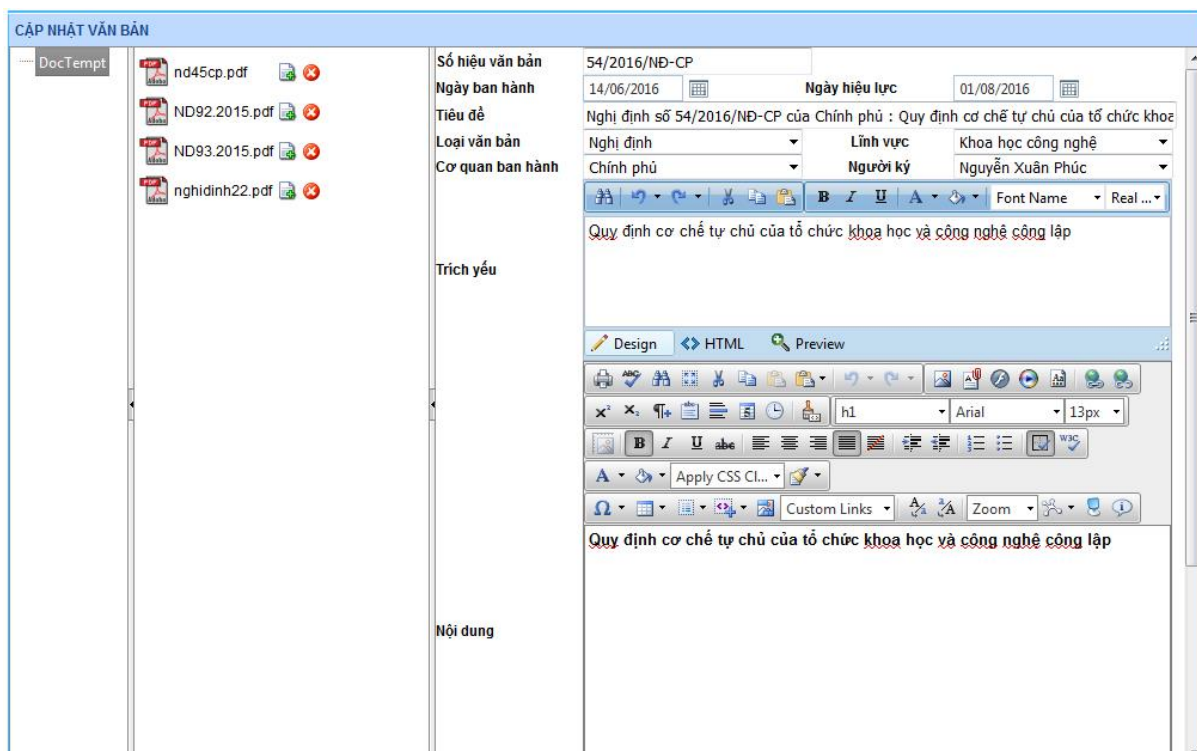 CẬP NHẬT VĂN BẢN
DocTempt
nd45cp.pdf
ND92.2015.pdf
ND93.2015.pdf
nghidinh22.pdf
Số hiệu văn bản 54/2016/NĐ-CP
Ngày ban hành 14/06/2016 Ngày hiệu lực 01/08/2016
Tiêu đề Nghị định số 54/2016/NĐ-CP của Chính phủ : Quy định cơ chế tự chủ của tổ chức khoa
Loại văn bản Nghị định Lĩnh vực Khoa học công nghệ
Cơ quan ban hành Chính phủ Người ký Nguyễn Xuân Phúc
B I U A Font Name Real ...
Quy định cơ chế tự chủ của tổ chức khoa học và công nghệ công lập
Trích yếu
Design HTML Preview
h1 Arial 13px
B I U abc W3C
A Apply CSS Cl...
Ω Custom Links Zoom
Quy định cơ chế tự chủ của tổ chức khoa học và công nghệ công lập
Nội dung